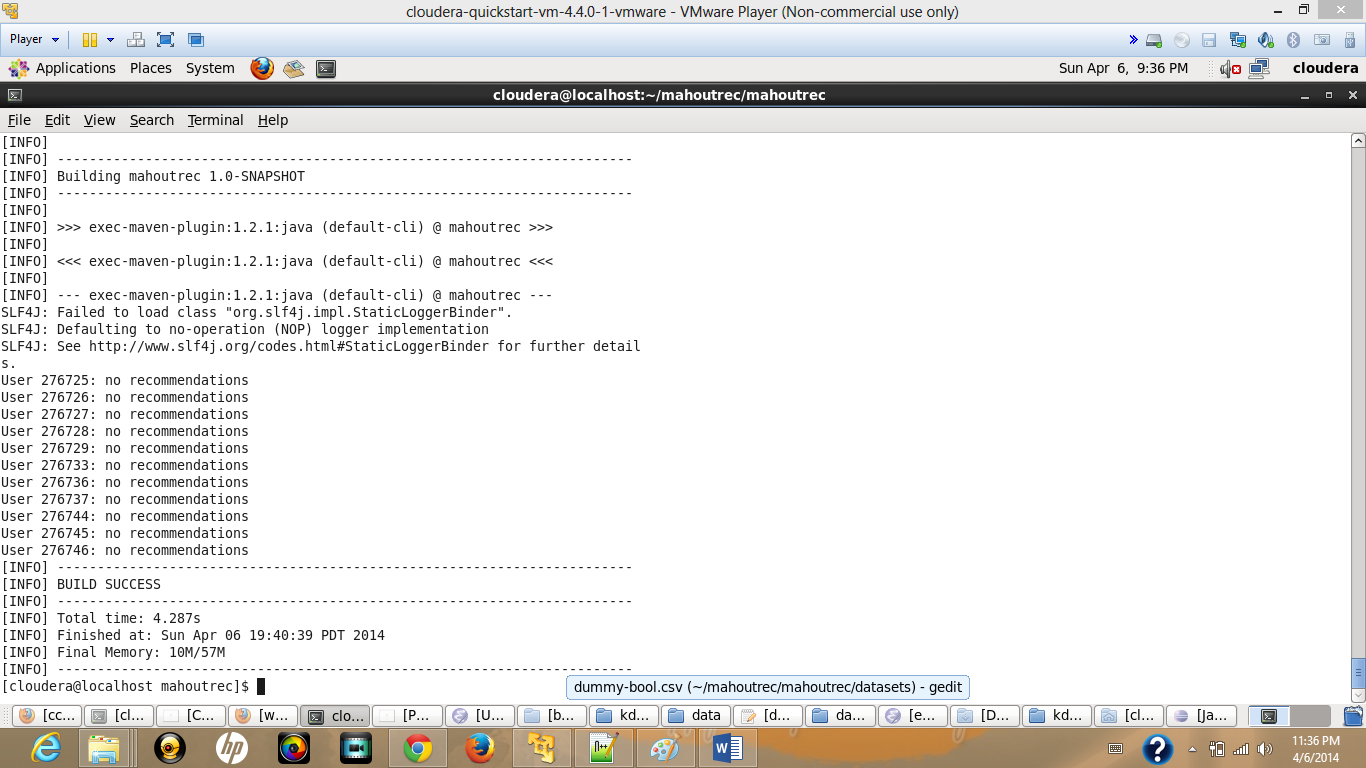 cloudera-quickstart-vm-4.4.0-1-vmware - VMware Player (Non-commercial use only)
Player
Applications Places System Sun Apr 6, 9:36 PM cloudera
cloudera@localhost:~/mahoutrec/mahoutrec
File Edit View Search Terminal Help
[INFO]
[INFO] ------------------------------------------------------------------------
[INFO] Building mahoutrec 1.0-SNAPSHOT
[INFO] ------------------------------------------------------------------------
[INFO]
[INFO] >>> exec-maven-plugin:1.2.1:java (default-cli) @ mahoutrec >>>
[INFO]
[INFO] <<< exec-maven-plugin:1.2.1:java (default-cli) @ mahoutrec <<<
[INFO]
[INFO] --- exec-maven-plugin:1.2.1:java (default-cli) @ mahoutrec ---
SLF4J: Failed to load class "org.slf4j.impl.StaticLoggerBinder".
SLF4J: Defaulting to no-operation (NOP) logger implementation
SLF4J: See http://www.slf4j.org/codes.html#StaticLoggerBinder for further detail
s.
User 276725: no recommendations
User 276726: no recommendations
User 276727: no recommendations
User 276728: no recommendations
User 276729: no recommendations
User 276733: no recommendations
User 276736: no recommendations
User 276737: no recommendations
User 276744: no recommendations
User 276745: no recommendations
User 276746: no recommendations
[INFO] ------------------------------------------------------------------------
[INFO] BUILD SUCCESS
[INFO] ------------------------------------------------------------------------
[INFO] Total time: 4.287s
[INFO] Finished at: Sun Apr 06 19:40:39 PDT 2014
[INFO] Final Memory: 10M/57M
[INFO] ------------------------------------------------------------------------
[cloudera@localhost mahoutrec]$
dummy-bool.csv (~/mahoutrec/mahoutrec/datasets) - gedit
[cc... [cl... [C... [w... clo... [P... [U... [b... kd... data [d... da... [e... [D... kd... [cl... [Ja...
hp
11:36 PM
4/6/2014